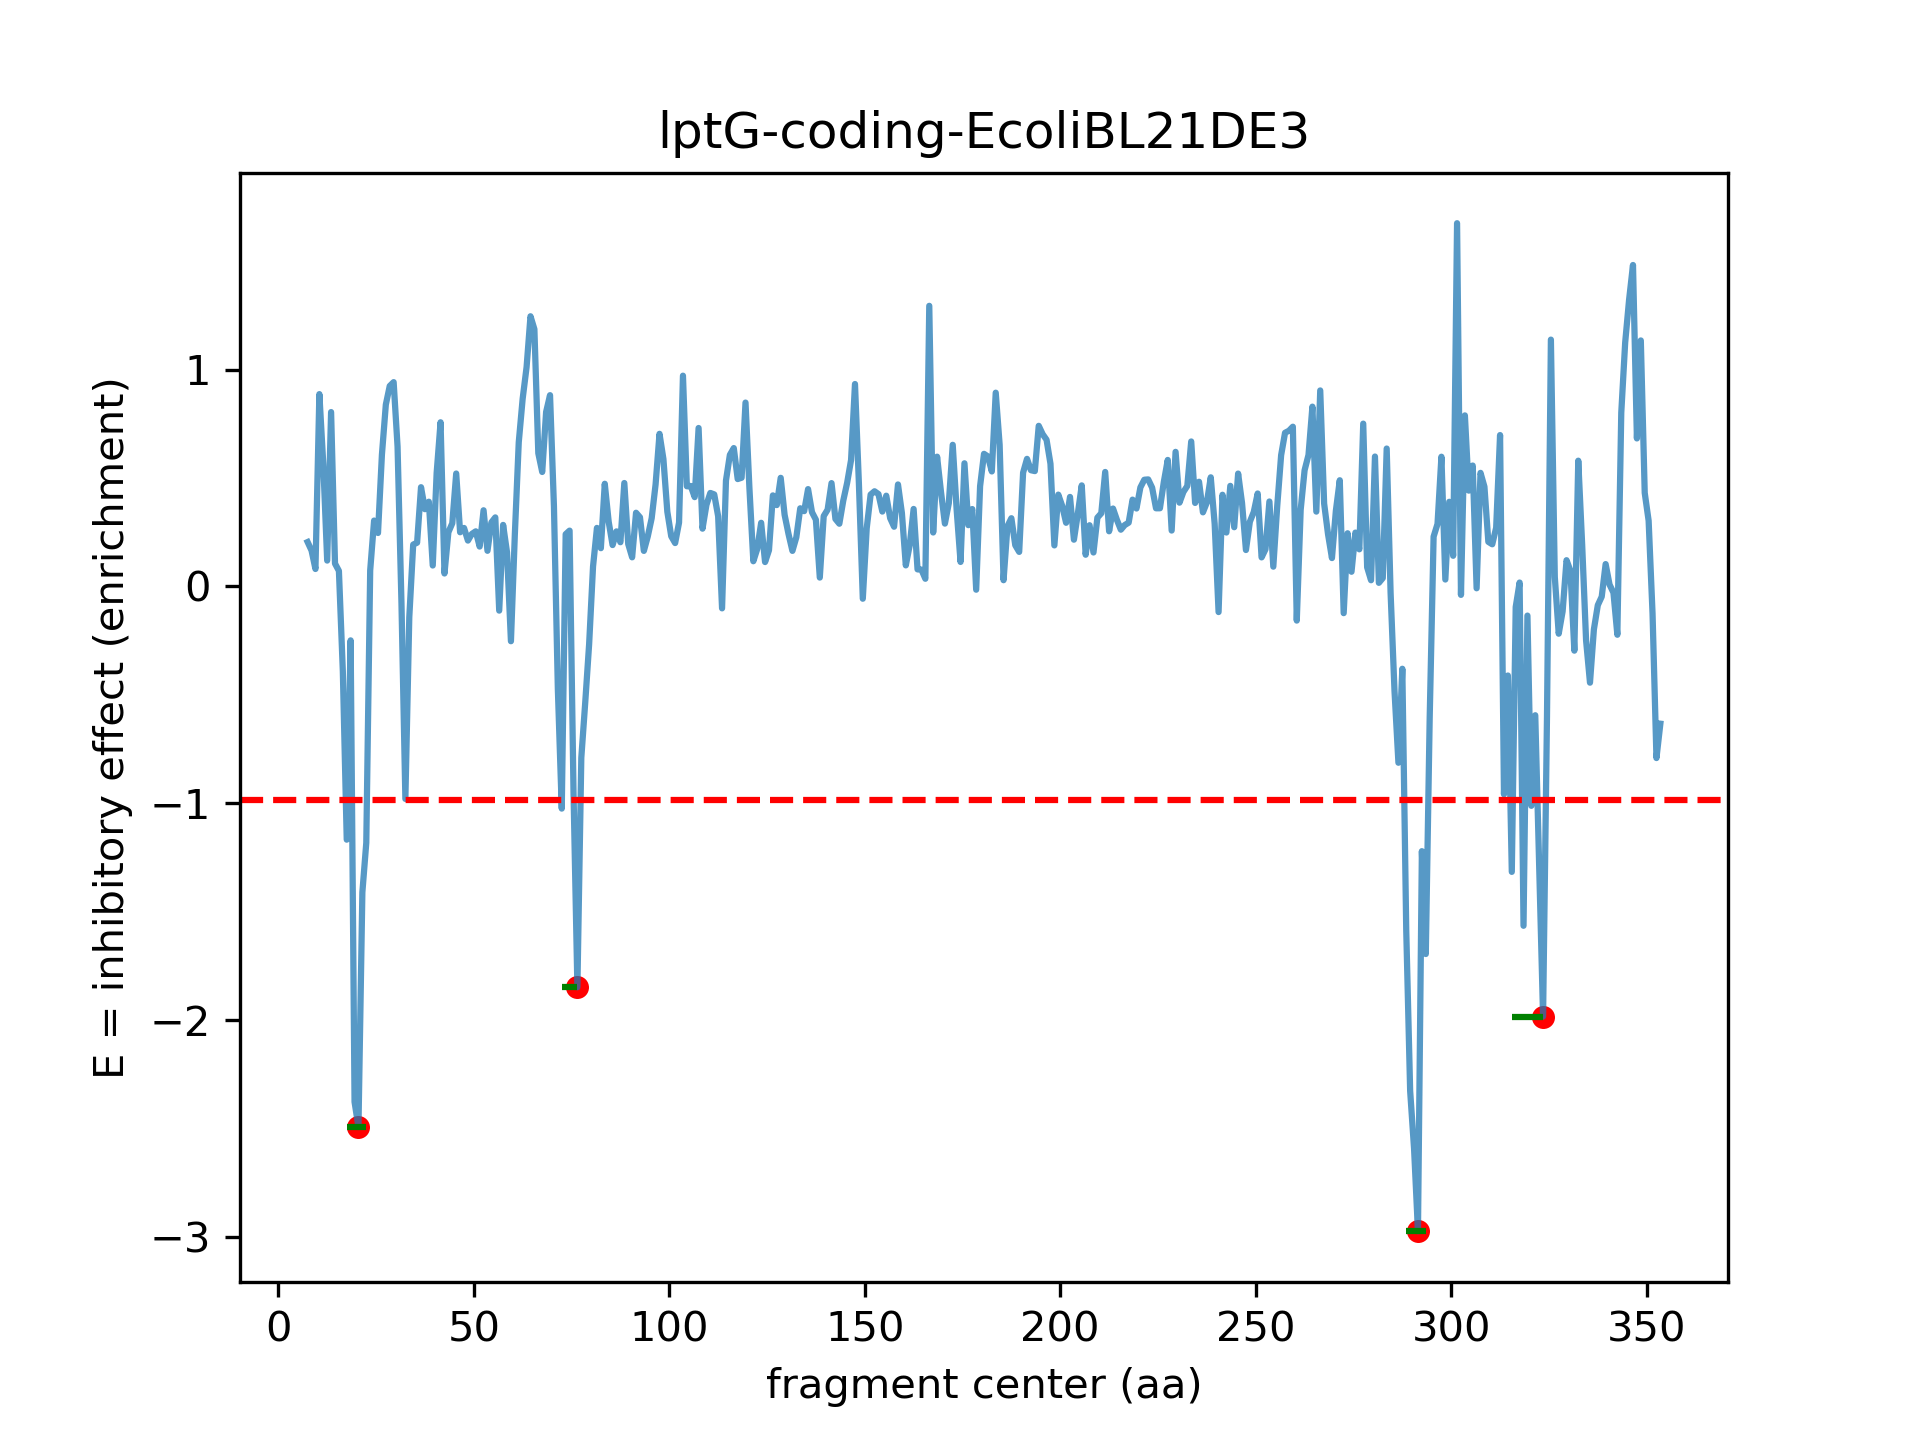 lptG-coding-EcoliBL21DE3
E = inhibitory effect (enrichment)
1
0
−1
−2
−3
0 50 100 150 200 250 300 350
fragment center (aa)